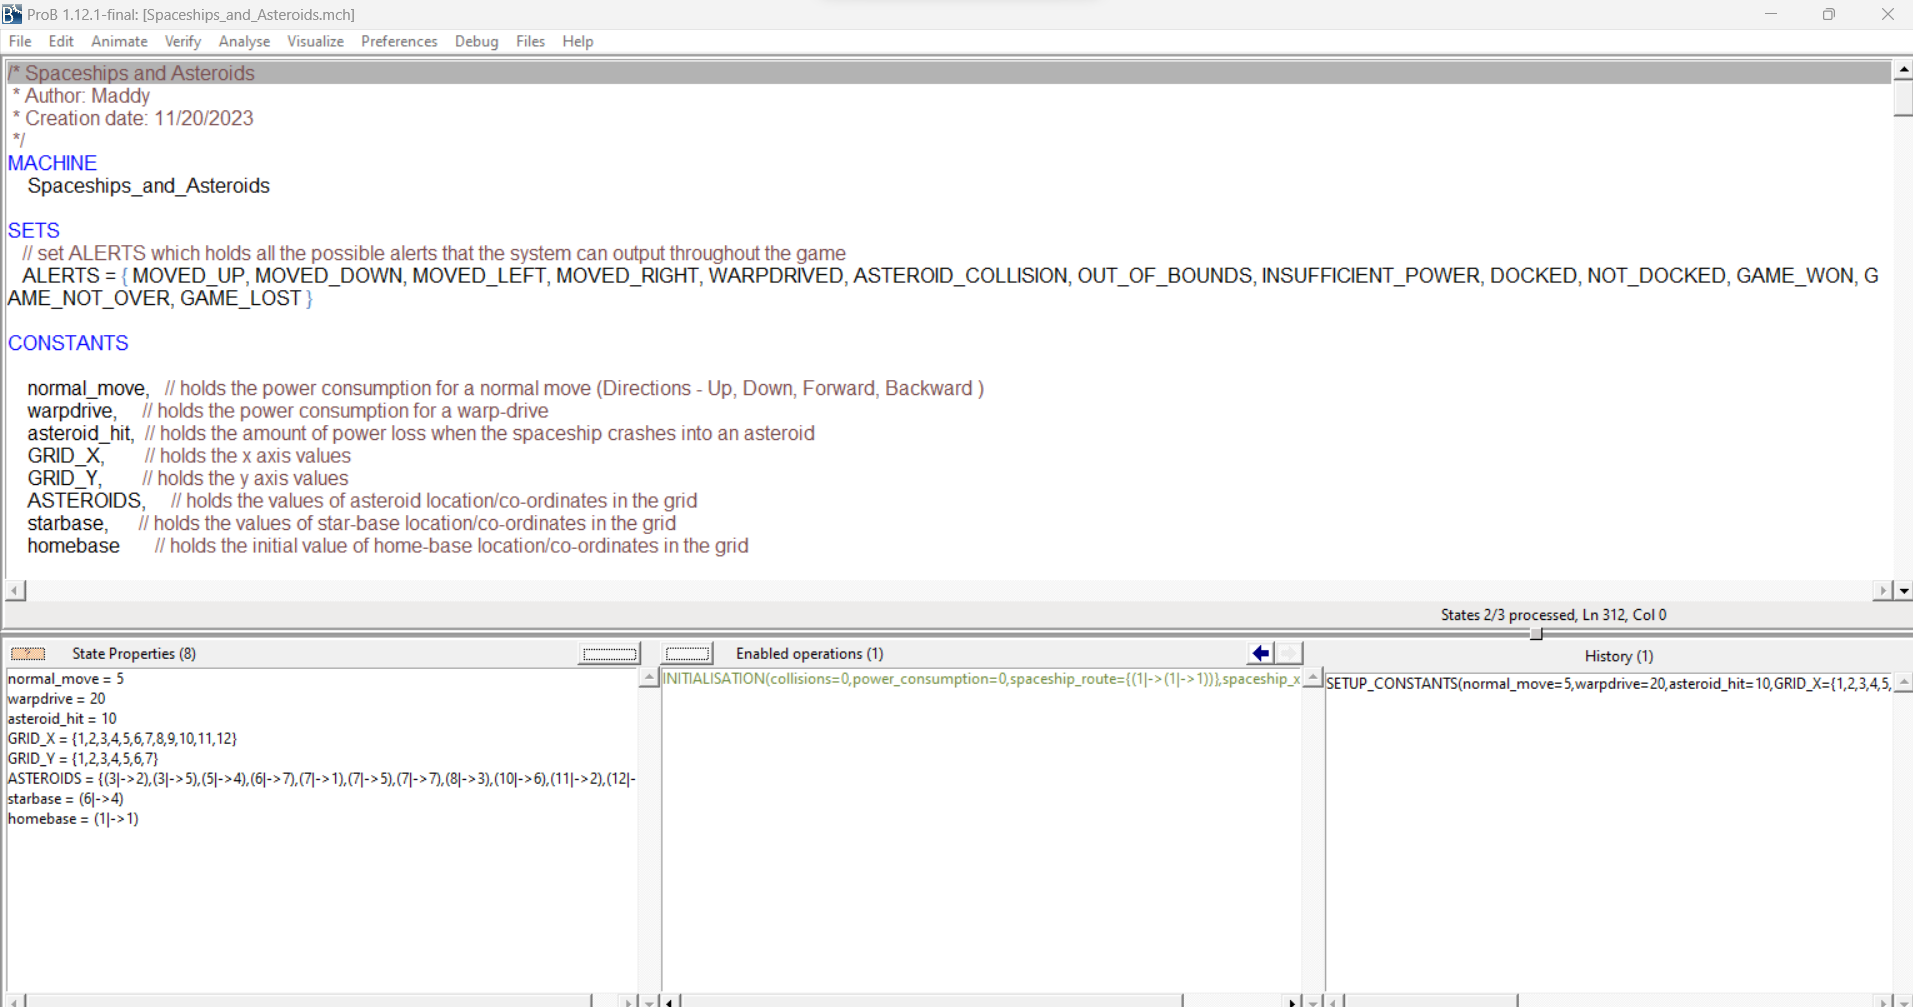 ProB 1.12.1-final: [Spaceships_and_Asteroids.mch]
File Edit Animate Verify Analyse Visualize Preferences Debug Files Help
/* Spaceships and Asteroids
* Author: Maddy
* Creation date: 11/20/2023
*/
MACHINE
Spaceships_and_Asteroids
SETS
// set ALERTS which holds all the possible alerts that the system can output throughout the game
ALERTS = { MOVED_UP, MOVED_DOWN, MOVED_LEFT, MOVED_RIGHT, WARPDRIVED, ASTEROID_COLLISION, OUT_OF_BOUNDS, INSUFFICIENT_POWER, DOCKED, NOT_DOCKED, GAME_WON, G
AME_NOT_OVER, GAME_LOST }
CONSTANTS
normal_move, // holds the power consumption for a normal move (Directions - Up, Down, Forward, Backward )
warpdrive, // holds the power consumption for a warp-drive
asteroid_hit, // holds the amount of power loss when the spaceship crashes into an asteroid
GRID_X, // holds the x axis values
GRID_Y, // holds the y axis values
ASTEROIDS, // holds the values of asteroid location/co-ordinates in the grid
starbase, // holds the values of star-base location/co-ordinates in the grid
homebase // holds the initial value of home-base location/co-ordinates in the grid
States 2/3 processed, Ln 312, Col 0
State Properties (8)
normal_move = 5
warpdrive = 20
asteroid_hit = 10
GRID_X = {1,2,3,4,5,6,7,8,9,10,11,12}
GRID_Y = {1,2,3,4,5,6,7}
ASTEROIDS = {(3|->2),(3|->5),(5|->4),(6|->7),(7|->1),(7|->5),(7|->7),(8|->3),(10|->6),(11|->2),(12|-
starbase = (6|->4)
homebase = (1|->1)
Enabled operations (1)
INITIALISATION(collisions=0,power_consumption=0,spaceship_route={(1|->(1|->1))},spaceship_x
History (1)
SETUP_CONSTANTS(normal_move=5,warpdrive=20,asteroid_hit=10,GRID_X={1,2,3,4,5,